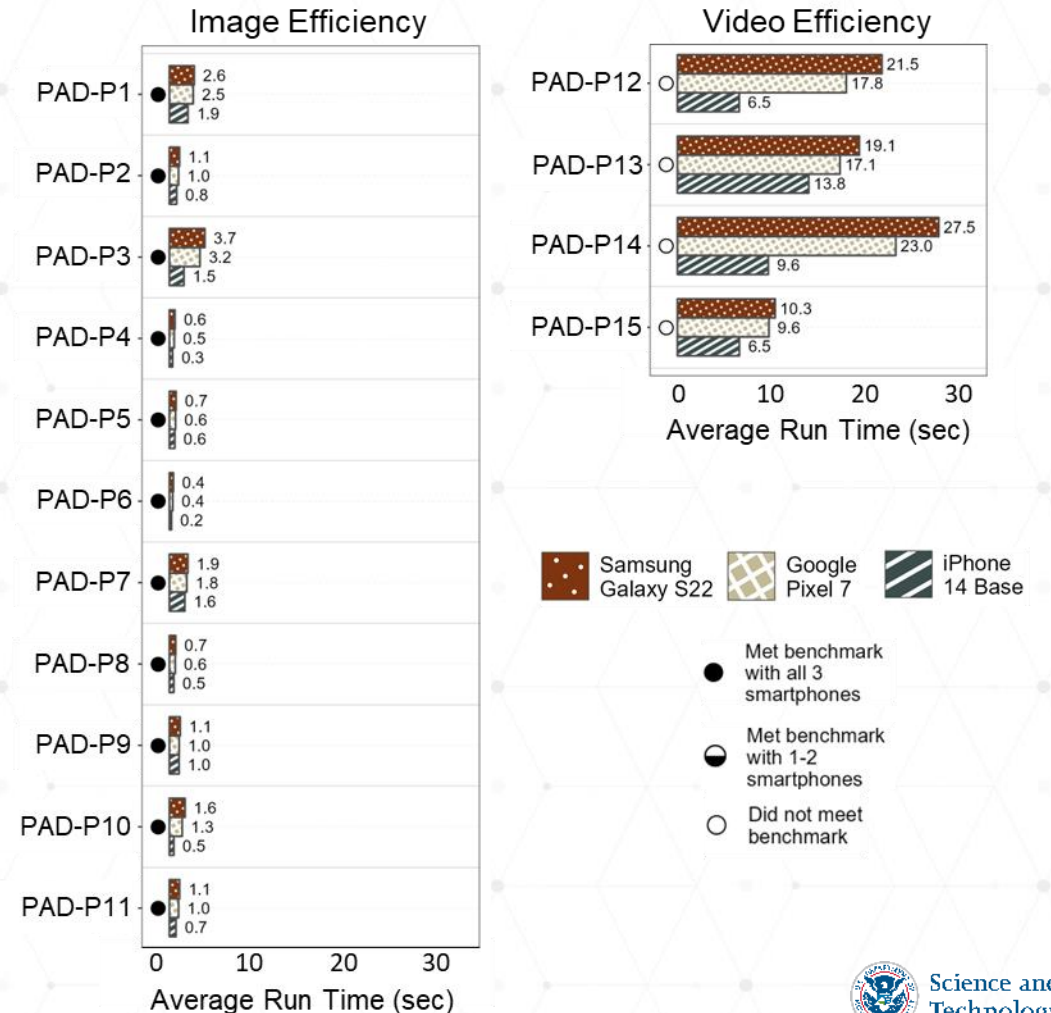 Image Efficiency
PAD-P1
2.6
2.5
1.9
PAD-P2
1.1
1.0
0.8
PAD-P3
3.7
3.2
1.5
PAD-P4
0.6
0.5
0.3
PAD-P5
0.7
0.6
0.6
PAD-P6
0.4
0.4
0.2
PAD-P7
1.9
1.8
1.6
PAD-P8
0.7
0.6
0.5
PAD-P9
1.1
1.0
1.0
PAD-P10
1.6
1.3
0.5
PAD-P11
1.1
1.0
0.7
0 10 20 30
Average Run Time (sec)
Video Efficiency
PAD-P12
21.5
17.8
6.5
PAD-P13
19.1
17.1
13.8
PAD-P14
27.5
23.0
9.6
PAD-P15
10.3
9.6
6.5
0 10 20 30
Average Run Time (sec)
Samsung
Galaxy S22
Google
Pixel 7
iPhone
14 Base
Met benchmark
with all 3
smartphones
Met benchmark
with 1-2
smartphones
Did not meet
benchmark
Science and